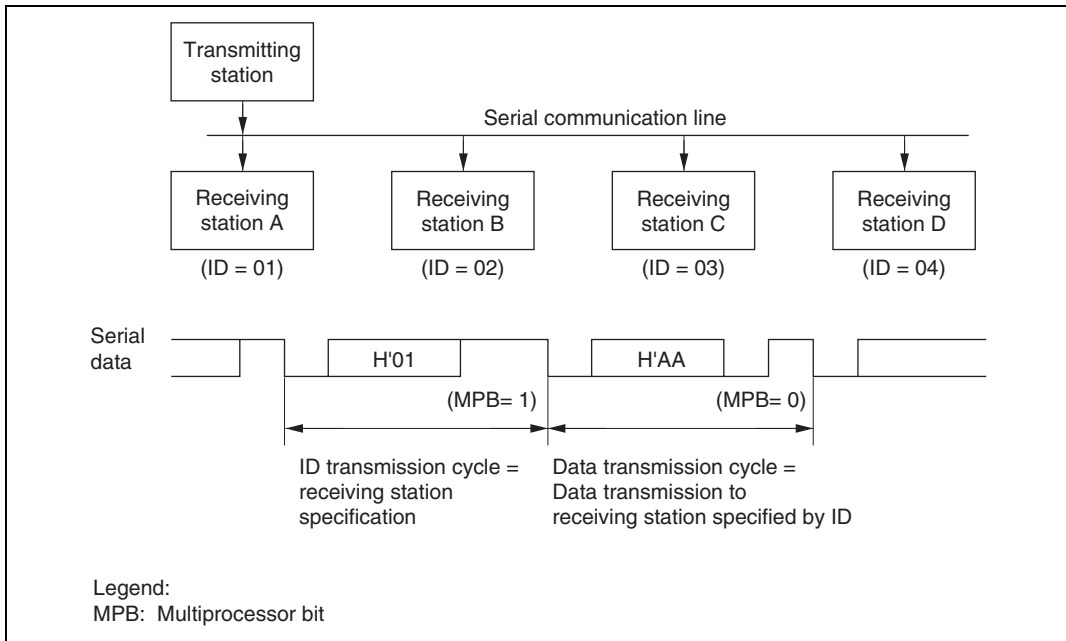 Transmitting
station
Serial communication line
Receiving
station A
Receiving
station B
Receiving
station C
Receiving
station D
(ID = 01)
(ID = 02)
(ID = 03)
(ID = 04)
Serial
data
H'01
H'AA
(MPB= 1)
(MPB= 0)
ID transmission cycle =
receiving station
specification
Data transmission cycle =
Data transmission to
receiving station specified by ID
Legend:
MPB: Multiprocessor bit